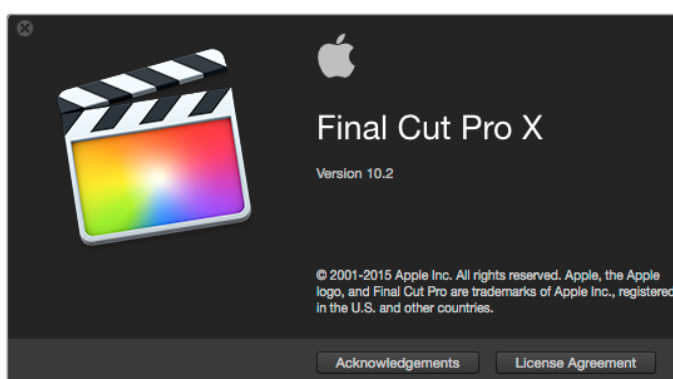 Final Cut Pro X
Version 10.2
© 2001-2015 Apple Inc. All rights reserved. Apple, the Apple
logo, and Final Cut Pro are trademarks of Apple Inc., registered
in the U.S. and other countries.
Acknowledgements License Agreement